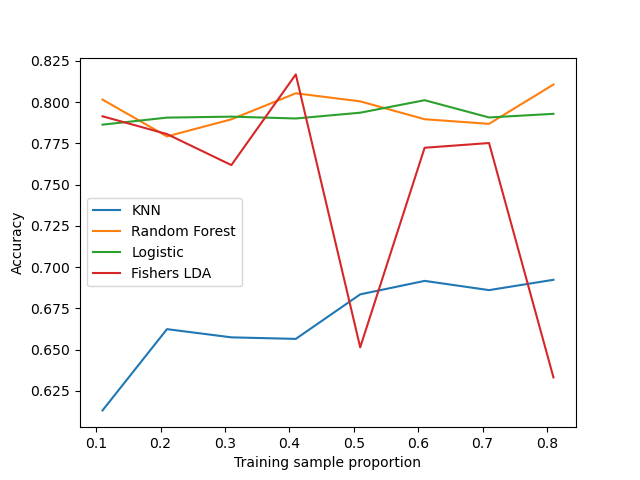 0.825
0.800
0.775
0.750
0.725
0.700
0.675
0.650
0.625
Accuracy
KNN
Random Forest
Logistic
Fishers LDA
0.1 0.2 0.3 0.4 0.5 0.6 0.7 0.8
Training sample proportion